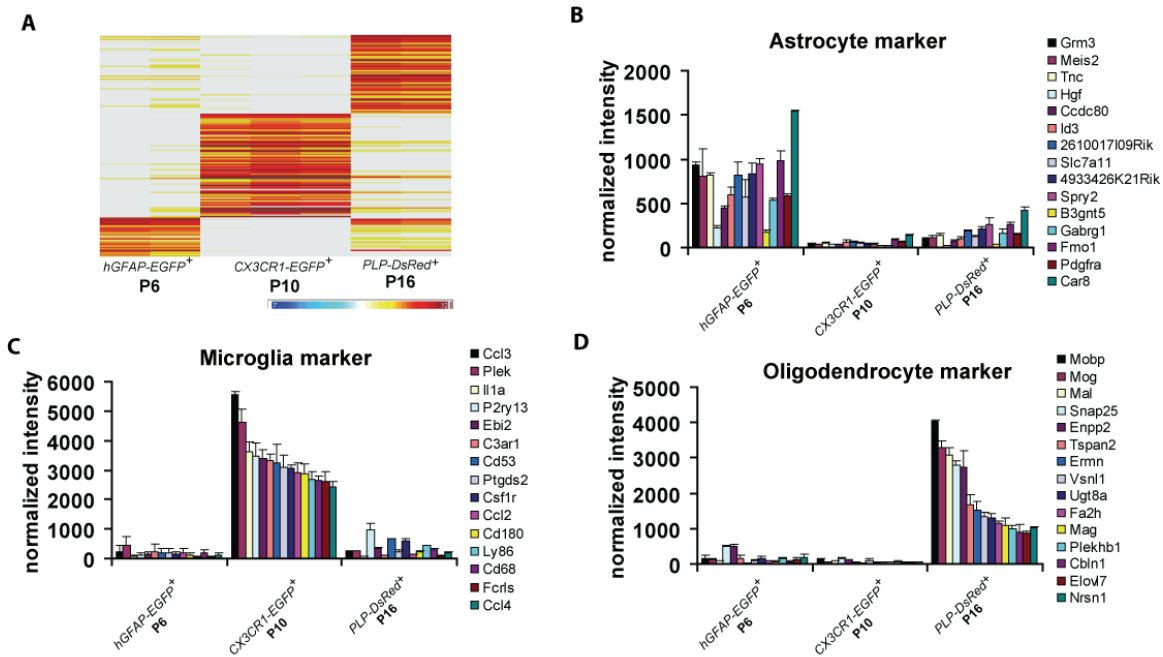 A
hGFAP-EGFP+
P6
CX3CR1-EGFP+
P10
PLP-DsRed+
P16
7
B
Astrocyte marker
normalized intensity
2000
1500
1000
500
0
hGFAP-EGFP+
P6
CX3CR1-EGFP+
P10
PLP-DsRed+
P16
Grm3
Meis2
Tnc
Hgf
Ccdc80
Id3
2610017I09Rik
Slc7a11
4933426K21Rik
Spry2
B3gnt5
Gabrg1
Fmo1
Pdgfra
Car8
C
Microglia marker
normalized intensity
6000
5000
4000
3000
2000
1000
0
hGFAP-EGFP+
P6
CX3CR1-EGFP+
P10
PLP-DsRed+
P16
Ccl3
Plek
Il1a
P2ry13
Ebi2
C3ar1
Cd53
Ptgds2
Csf1r
Ccl2
Cd180
Ly86
Cd68
Fcrls
Ccl4
D
Oligodendrocyte marker
normalized intensity
5000
4000
3000
2000
1000
0
hGFAP-EGFP+
P6
CX3CR1-EGFP+
P10
PLP-DsRed+
P16
Mobp
Mog
Mal
Snap25
Enpp2
Tspan2
Ermn
Vsnl1
Ugt8a
Fa2h
Mag
Plekhb1
Cbln1
Elovl7
Nrsn1